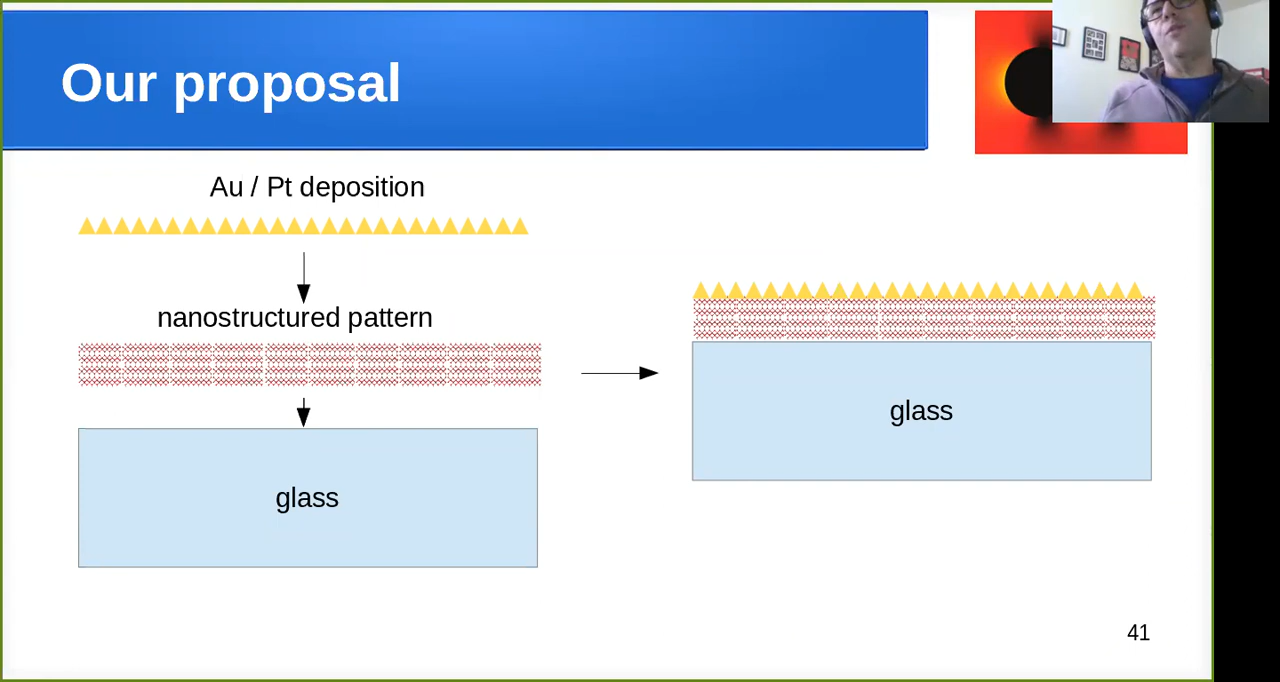 Our proposal
Au / Pt deposition
nanostructured pattern
glass
glass
41